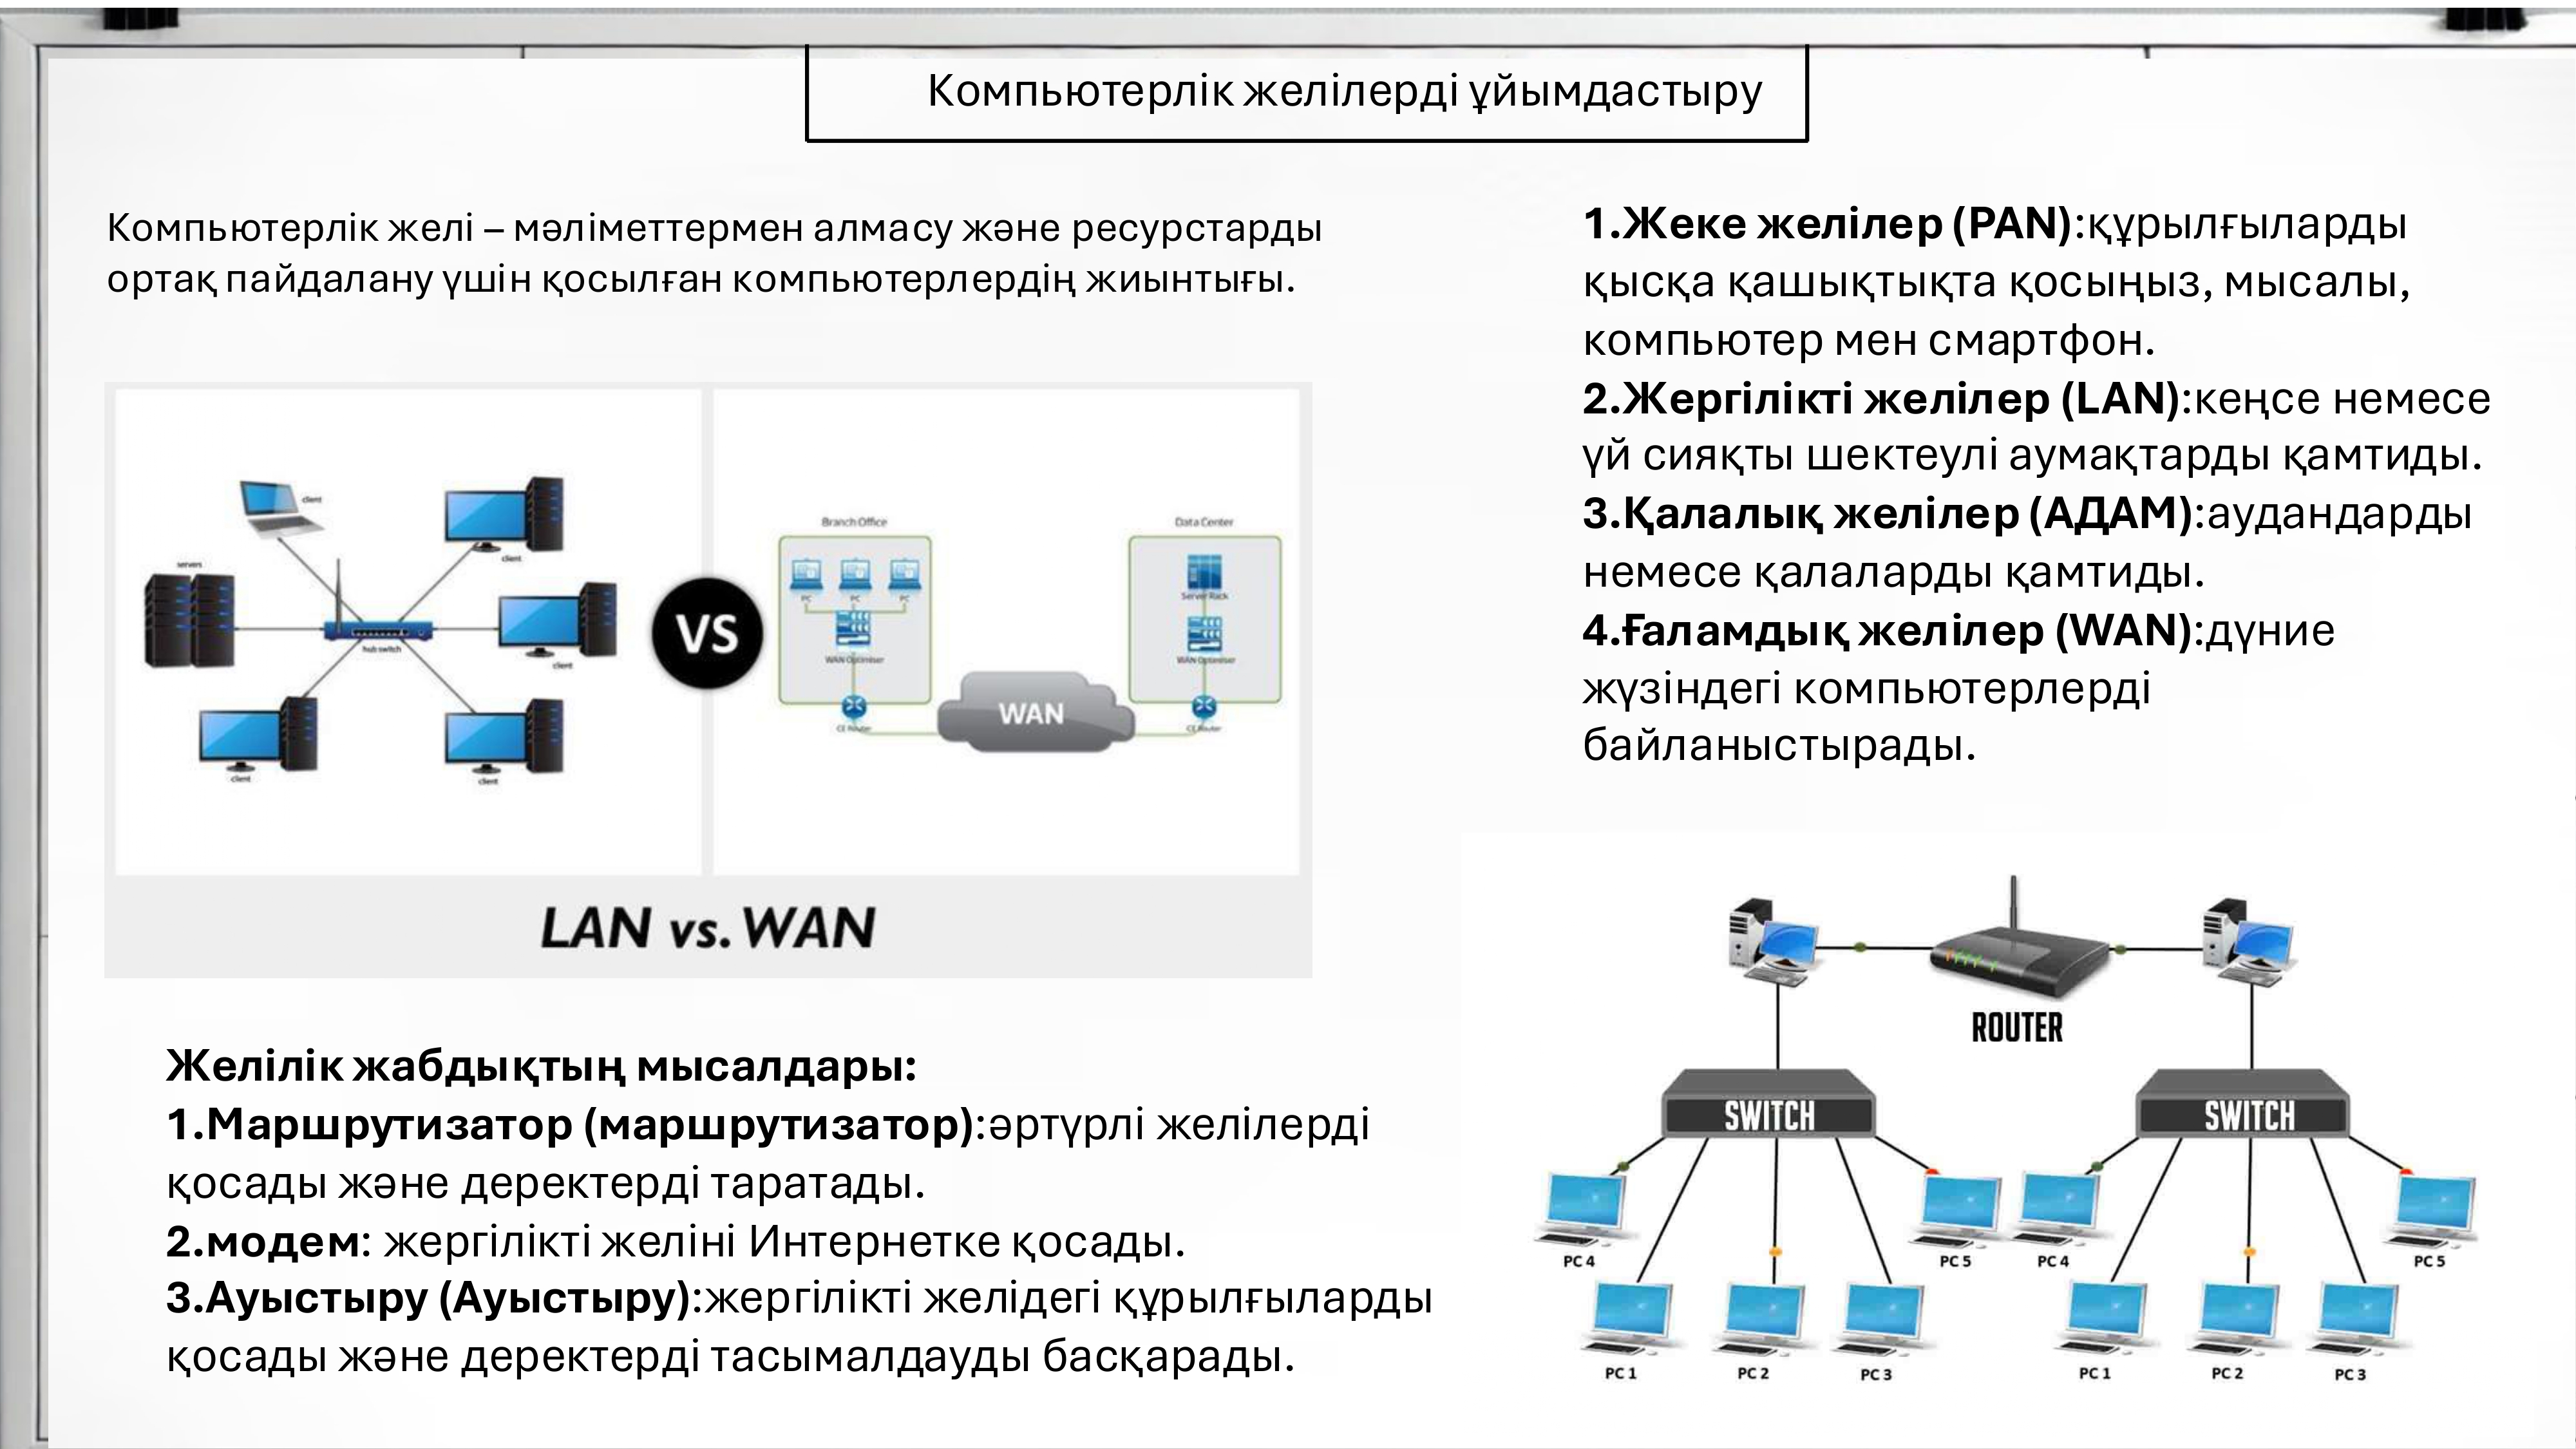 Компьютерлік желілерді ұйымдастыру
Компьютерлік желі – мәліметтермен алмасу және ресурстарды
ортақ пайдалану үшін қосылған компьютерлердің жиынтығы.
client
client
servers
client
hub switch
client
client
VS
Branch Office
PC
PC
PC
WAN Optimiser
CE Router
WAN
Data Center
Server Rack
WAN Optimiser
CE Router
LAN vs. WAN
Желілік жабдықтың мысалдары:
1.Маршрутизатор (маршрутизатор):әртүрлі желілерді
қосады және деректерді таратады.
2.модем: жергілікті желіні Интернетке қосады.
3.Ауыстыру (Ауыстыру):жергілікті желідегі құрылғыларды
қосады және деректерді тасымалдауды басқарады.
1.Жеке желілер (PAN):құрылғыларды
қысқа қашықтықта қосыңыз, мысалы,
компьютер мен смартфон.
2.Жергілікті желілер (LAN):кеңсе немесе
үй сияқты шектеулі аумақтарды қамтиды.
3.Қалалық желілер (АДАМ):аудандарды
немесе қалаларды қамтиды.
4.Ғаламдық желілер (WAN):дүние
жүзіндегі компьютерлерді
байланыстырады.
ROUTER
SWITCH
SWITCH
PC 4
PC 5
PC 4
PC 5
PC 1
PC 2
PC 3
PC 1
PC 2
PC 3